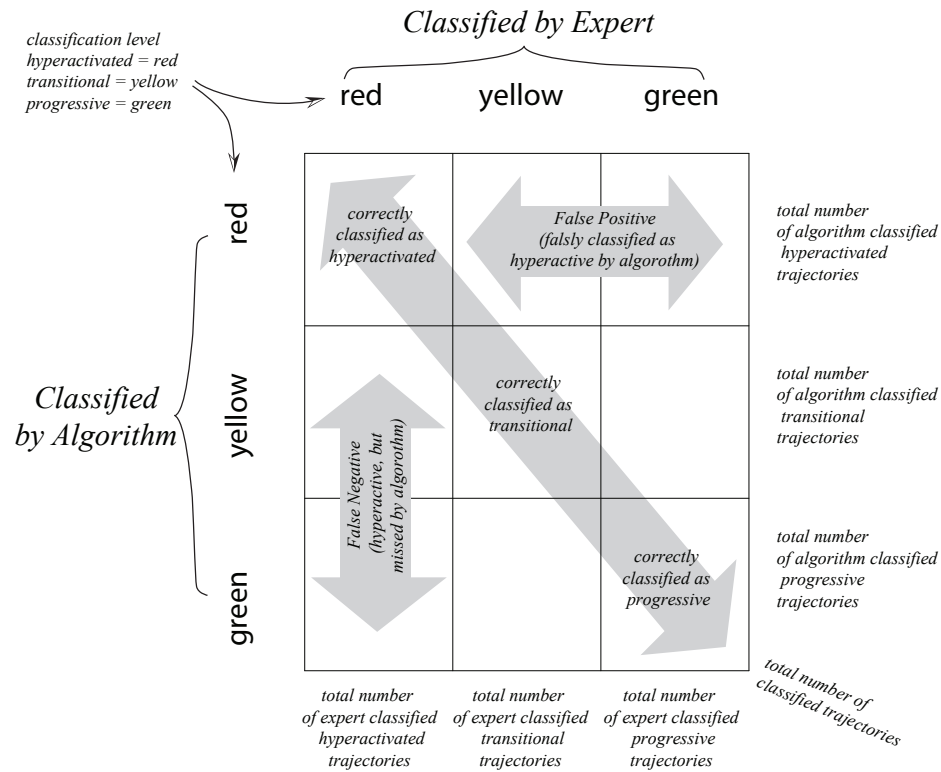 Classified by Expert
classification level
hyperactivated = red
transitional = yellow
progressive = green
red
yellow
green
red
yellow
green
Classified
by Algorithm
correctly
classified as
hyperactivated
False Positive
(falsly classified as
hyperactive by algorothm)
total number
of algorithm classified
hyperactivated
trajectories
correctly
classified as
transitional
total number
of algorithm classified
transitional
trajectories
False Negative
(hyperactive, but
missed by algorothm)
correctly
classified as
progressive
total number
of algorithm classified
progressive
trajectories
total number
of expert classified
hyperactivated
trajectories
total number
of expert classified
transitional
trajectories
total number
of expert classified
progressive
trajectories
total number of
classified trajectories